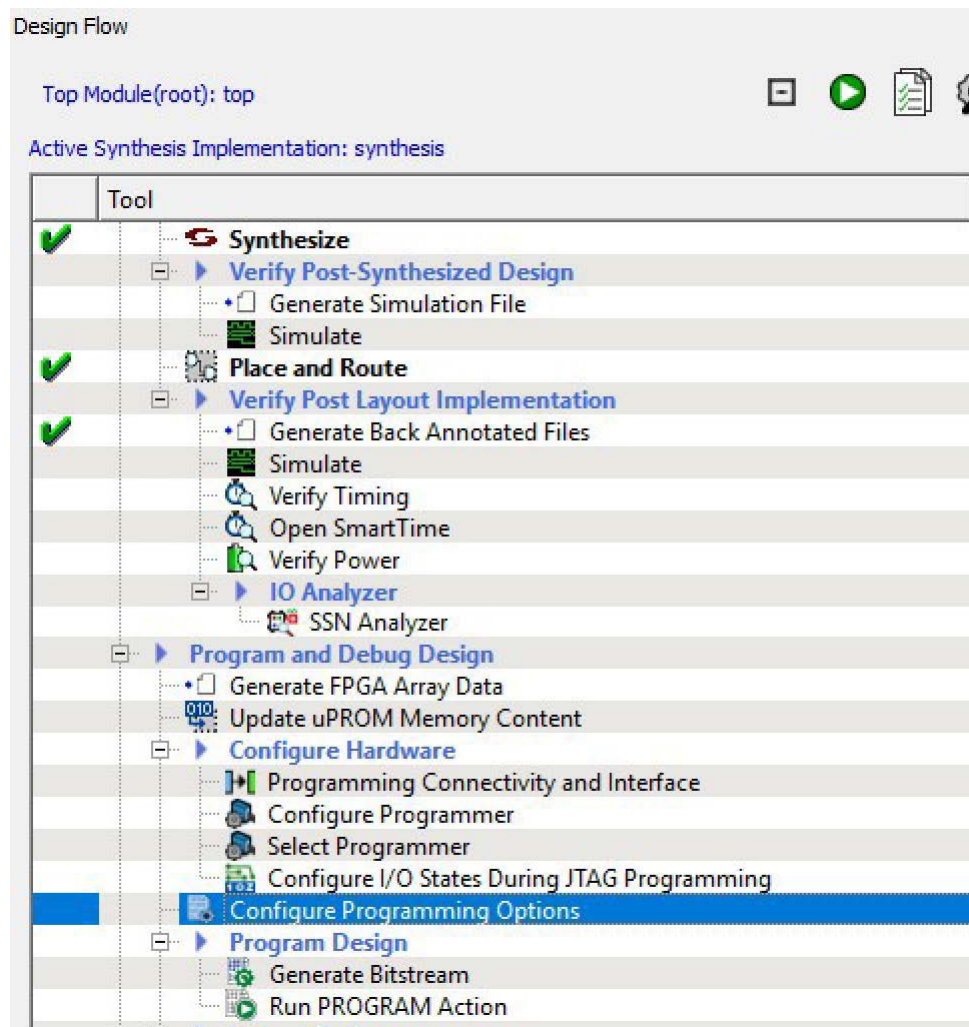 Design Flow
Top Module(root): top
Active Synthesis Implementation: synthesis
Tool
Synthesize
Verify Post-Synthesized Design
Generate Simulation File
Simulate
Place and Route
Verify Post Layout Implementation
Generate Back Annotated Files
Simulate
Verify Timing
Open SmartTime
Verify Power
IO Analyzer
SSN Analyzer
Program and Debug Design
Generate FPGA Array Data
Update uPROM Memory Content
Configure Hardware
Programming Connectivity and Interface
Configure Programmer
Select Programmer
Configure I/O States During JTAG Programming
Configure Programming Options
Program Design
Generate Bitstream
Run PROGRAM Action